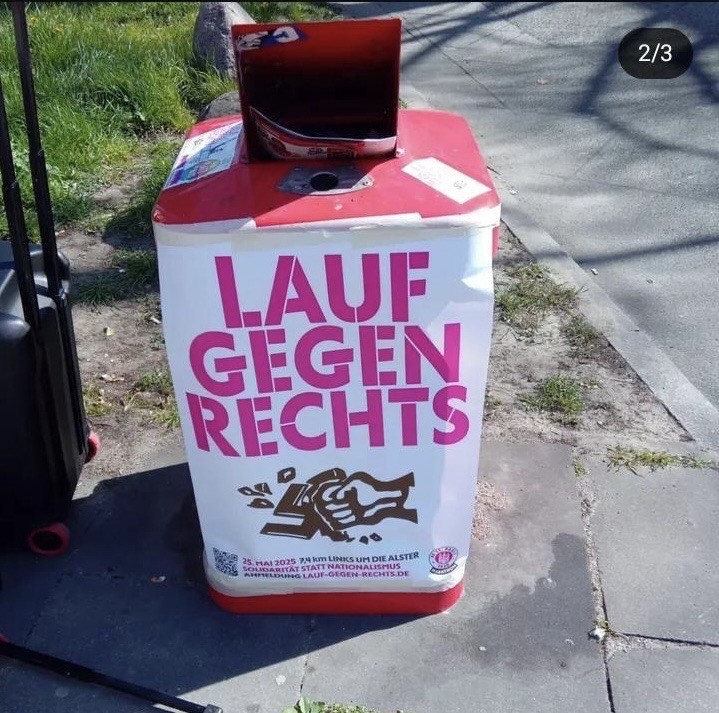 2/3
LAUF
GEGEN
RECHTS
25. MAI 2025 7,4 km LINKS UM DIE ALSTER
SOLIDARITÄT STATT NATIONALISMUS
ANMELDUNG LAUF-GEGEN-RECHTS.DE